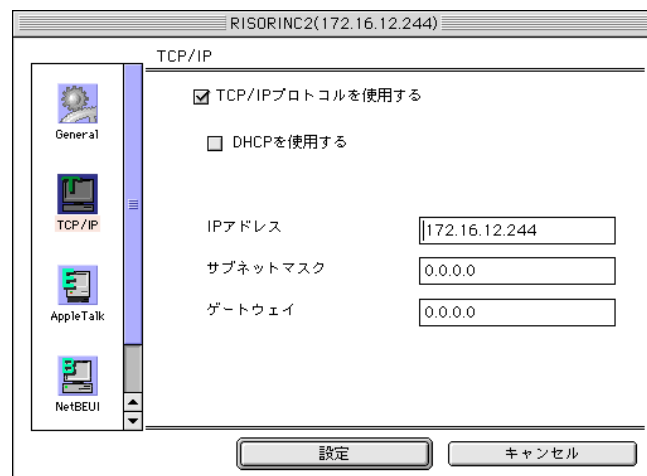 RISORINC2(172.16.12.244)
TCP/IP
General
TCP/IP
AppleTalk
NetBEUI
TCP/IPプロトコルを使用する
DHCPを使用する
IPアドレス 172.16.12.244
サブネットマスク 0.0.0.0
ゲートウェイ 0.0.0.0
設定 キャンセル